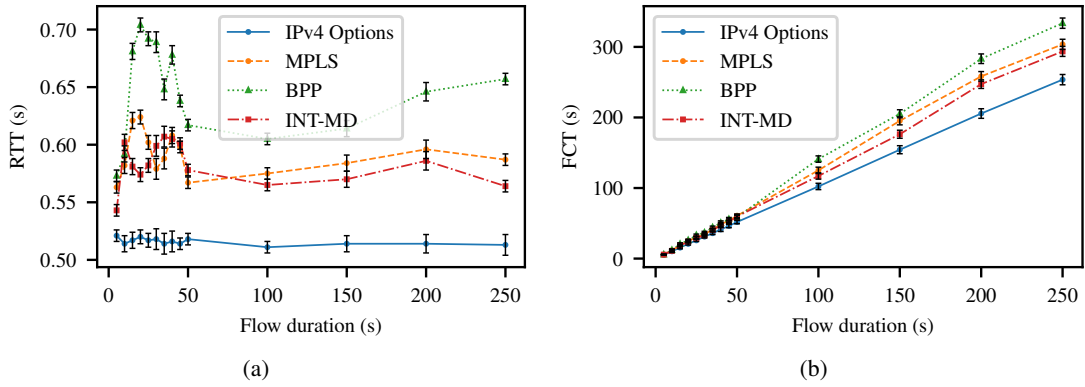 0.70
0.65
0.60
0.55
0.50
RTT (s)
IPv4 Options
MPLS
BPP
INT-MD
0 50 100 150 200 250
Flow duration (s)
(a)
300
200
100
0
FCT (s)
IPv4 Options
MPLS
BPP
INT-MD
0 50 100 150 200 250
Flow duration (s)
(b)